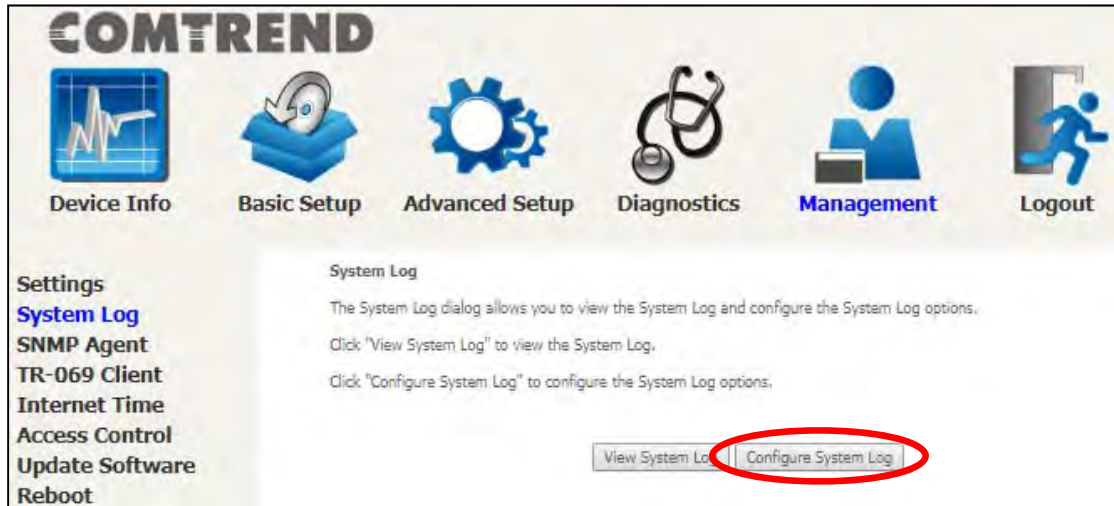 COMTREND
Device Info Basic Setup Advanced Setup Diagnostics Management Logout
Settings
System Log
SNMP Agent
TR-069 Client
Internet Time
Access Control
Update Software
Reboot
System Log
The System Log dialog allows you to view the System Log and configure the System Log options.
Click "View System Log" to view the System Log.
Click "Configure System Log" to configure the System Log options.
View System Log Configure System Log